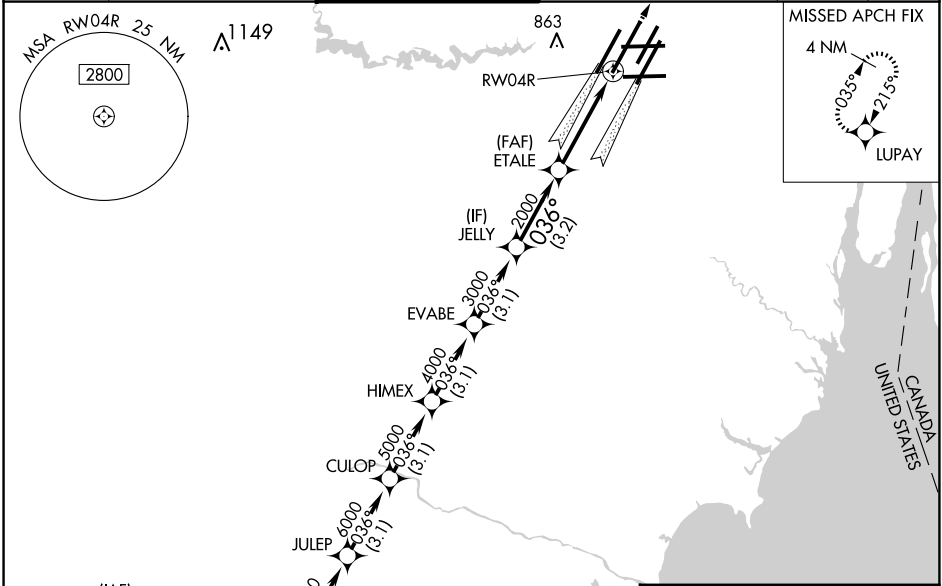 MSA RW04R 25 NM
2800
1149
863
RW04R
MISSED APCH FIX
4 NM
035°
215°
LUPAY
(FAF)
ETALE
2000
036°
(3.2)
(IF)
JELLY
3000
036°
(3.1)
EVABE
4000
036°
(3.1)
HIMEX
5000
036°
(3.1)
CULOP
6000
036°
(3.1)
JULEP
CANADA
UNITED STATES